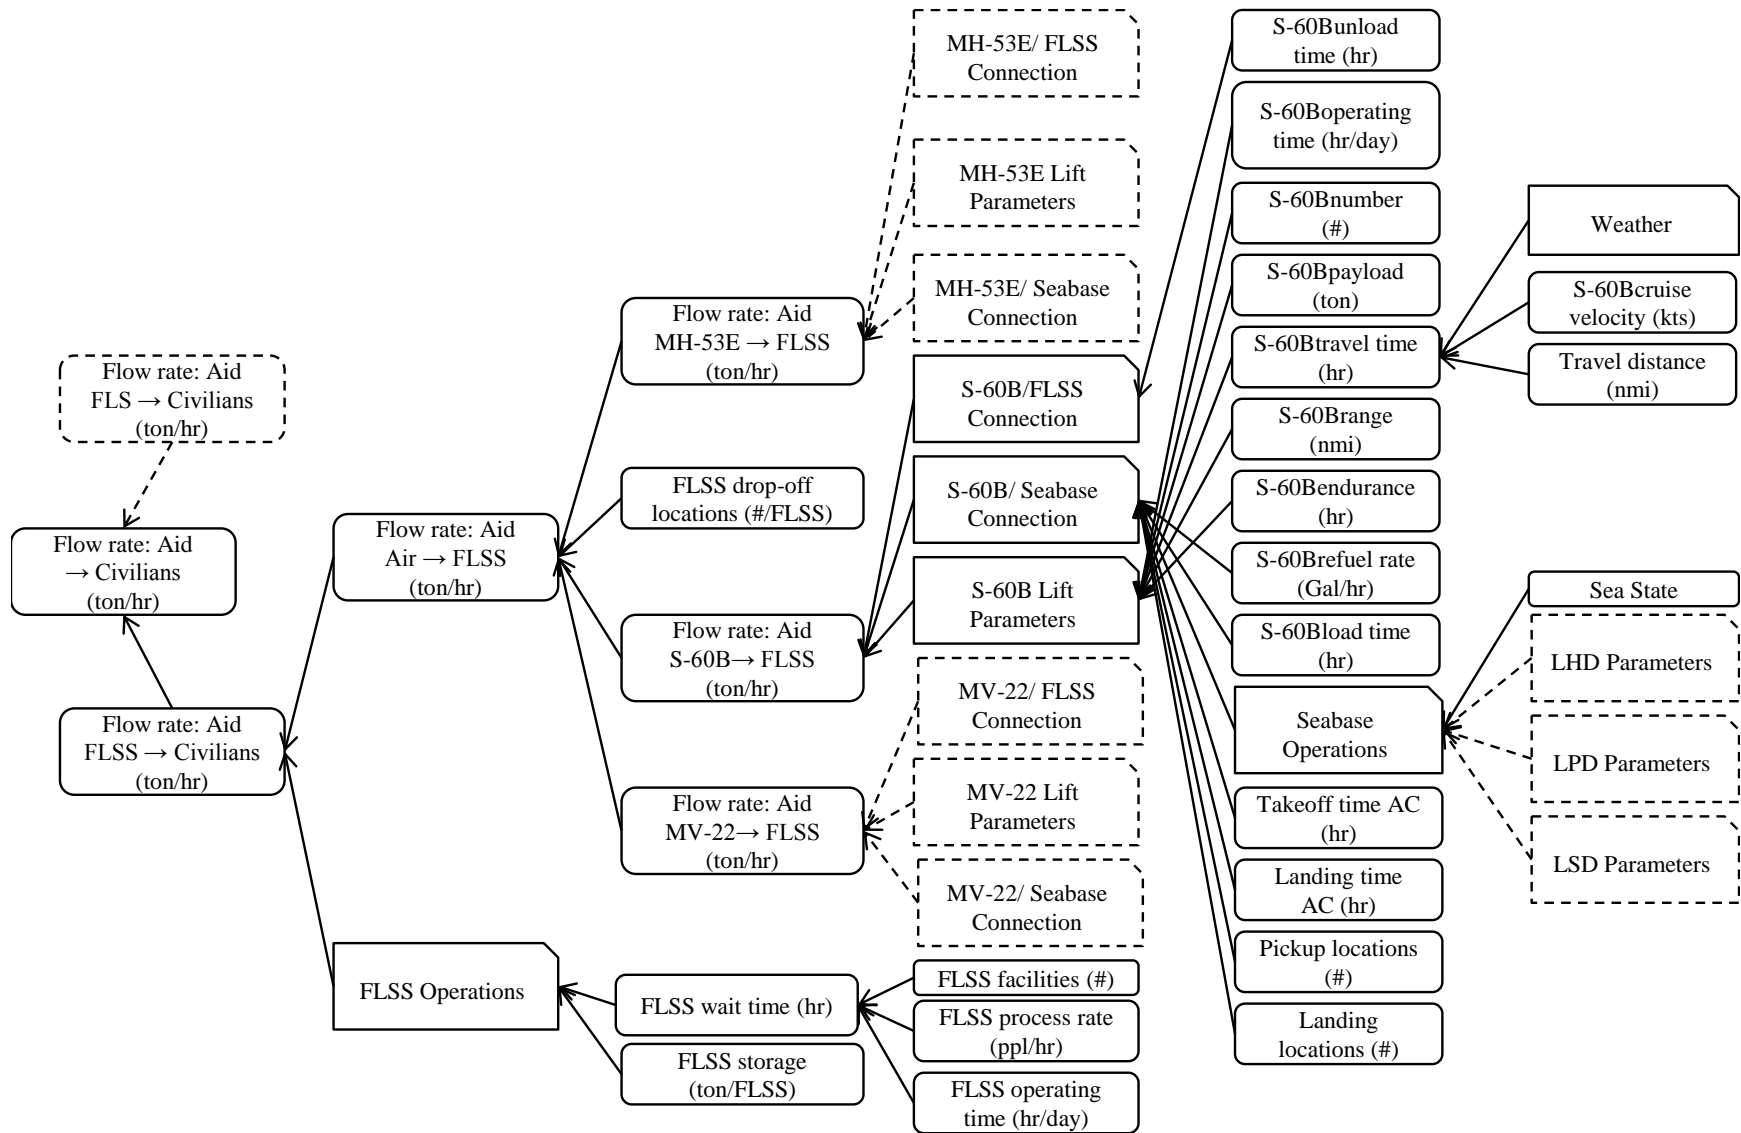 Flow rate: Aid
FLS → Civilians
(ton/hr)
Flow rate: Aid
→ Civilians
(ton/hr)
Flow rate: Aid
FLSS → Civilians
(ton/hr)
Flow rate: Aid
Air → FLSS
(ton/hr)
FLSS Operations
Flow rate: Aid
MH-53E → FLSS
(ton/hr)
FLSS drop-off
locations (#/FLSS)
Flow rate: Aid
S-60B→ FLSS
(ton/hr)
Flow rate: Aid
MV-22→ FLSS
(ton/hr)
FLSS wait time (hr)
FLSS storage
(ton/FLSS)
MH-53E/ FLSS
Connection
MH-53E Lift
Parameters
MH-53E/ Seabase
Connection
S-60B/FLSS
Connection
S-60B/ Seabase
Connection
S-60B Lift
Parameters
MV-22/ FLSS
Connection
MV-22 Lift
Parameters
MV-22/ Seabase
Connection
FLSS facilities (#)
FLSS process rate
(ppl/hr)
FLSS operating
time (hr/day)
S-60Bunload
time (hr)
S-60Boperating
time (hr/day)
S-60Bnumber
(#)
S-60Bpayload
(ton)
S-60Btravel time
(hr)
S-60Brange
(nmi)
S-60Bendurance
(hr)
S-60Brefuel rate
(Gal/hr)
S-60Bload time
(hr)
Seabase
Operations
Takeoff time AC
(hr)
Landing time
AC (hr)
Pickup locations
(#)
Landing
locations (#)
Weather
S-60Bcruise
velocity (kts)
Travel distance
(nmi)
Sea State
LHD Parameters
LPD Parameters
LSD Parameters